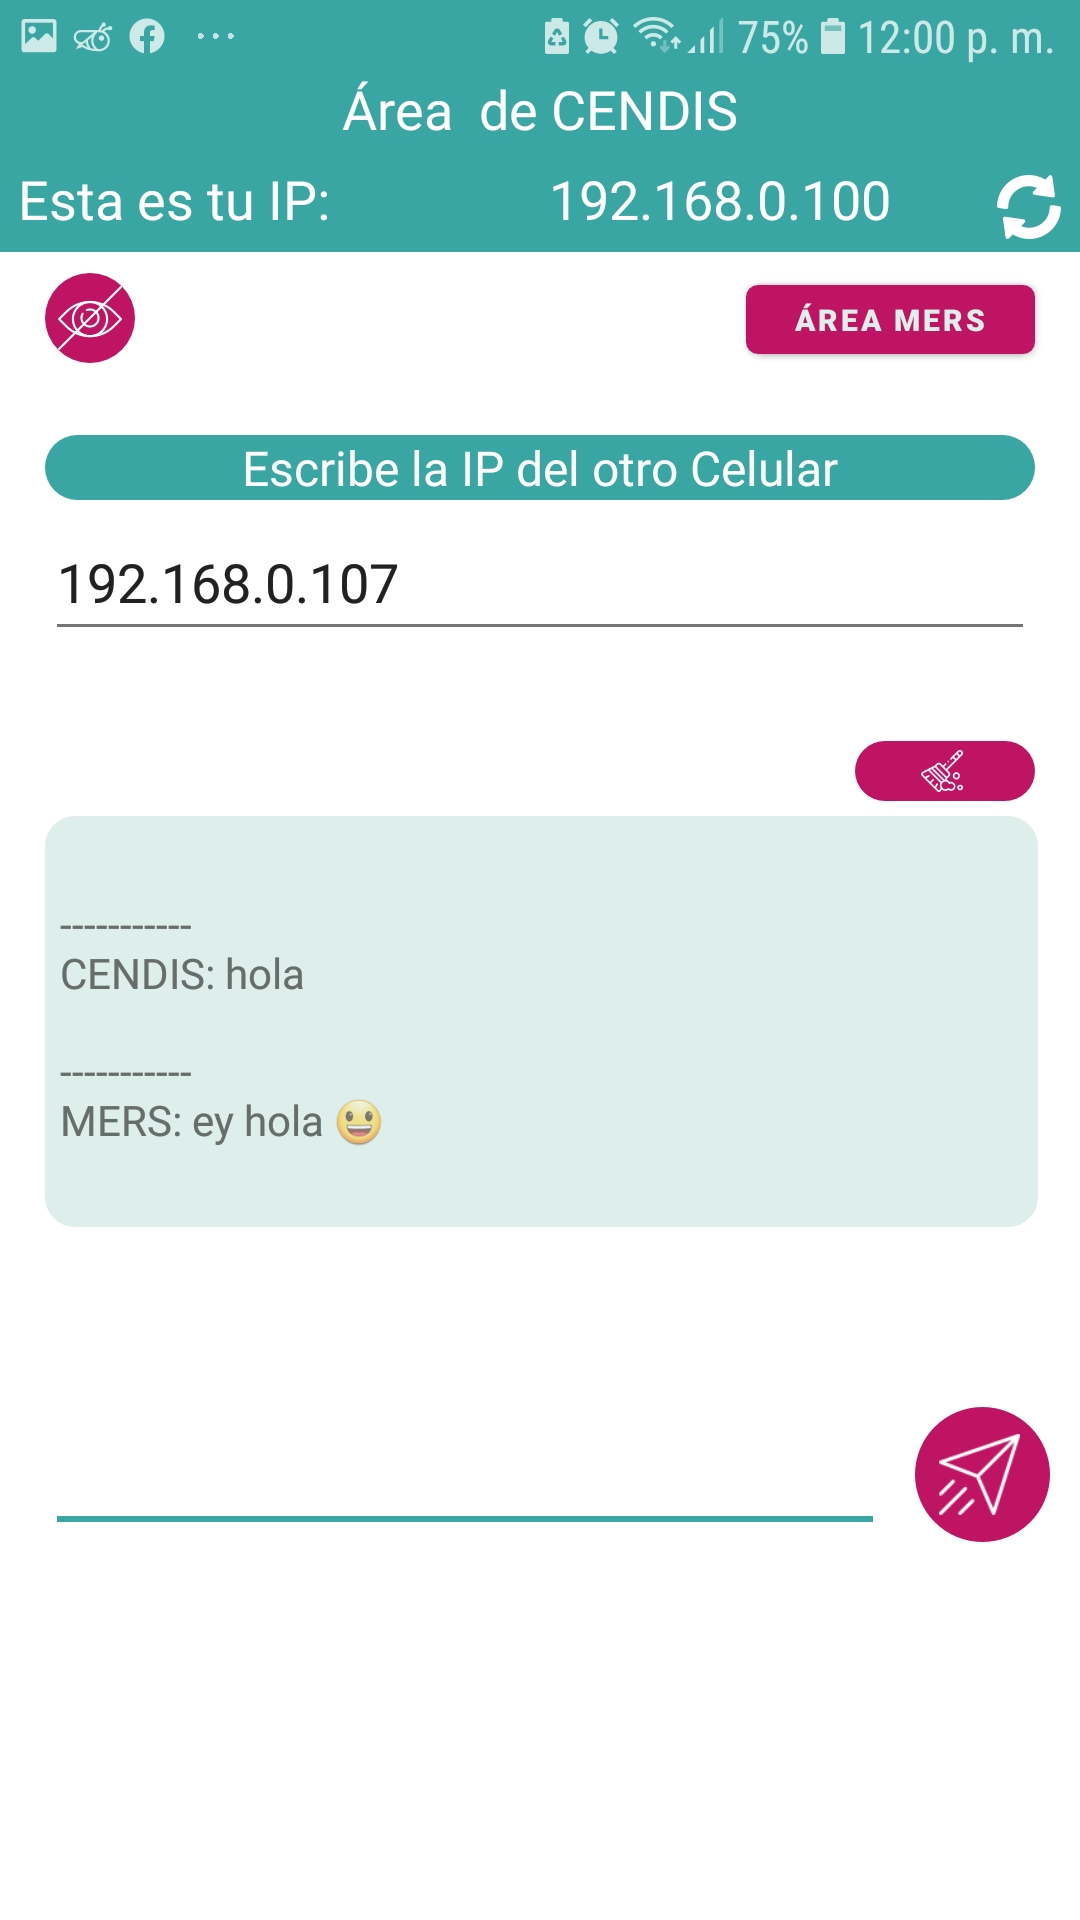 75% 12:00 p. m.
Área de CENDIS
Esta es tu IP: 192.168.0.100
ÁREA MERS
Escribe la IP del otro Celular
192.168.0.107
-----------
CENDIS: hola
-----------
MERS: ey hola 😃